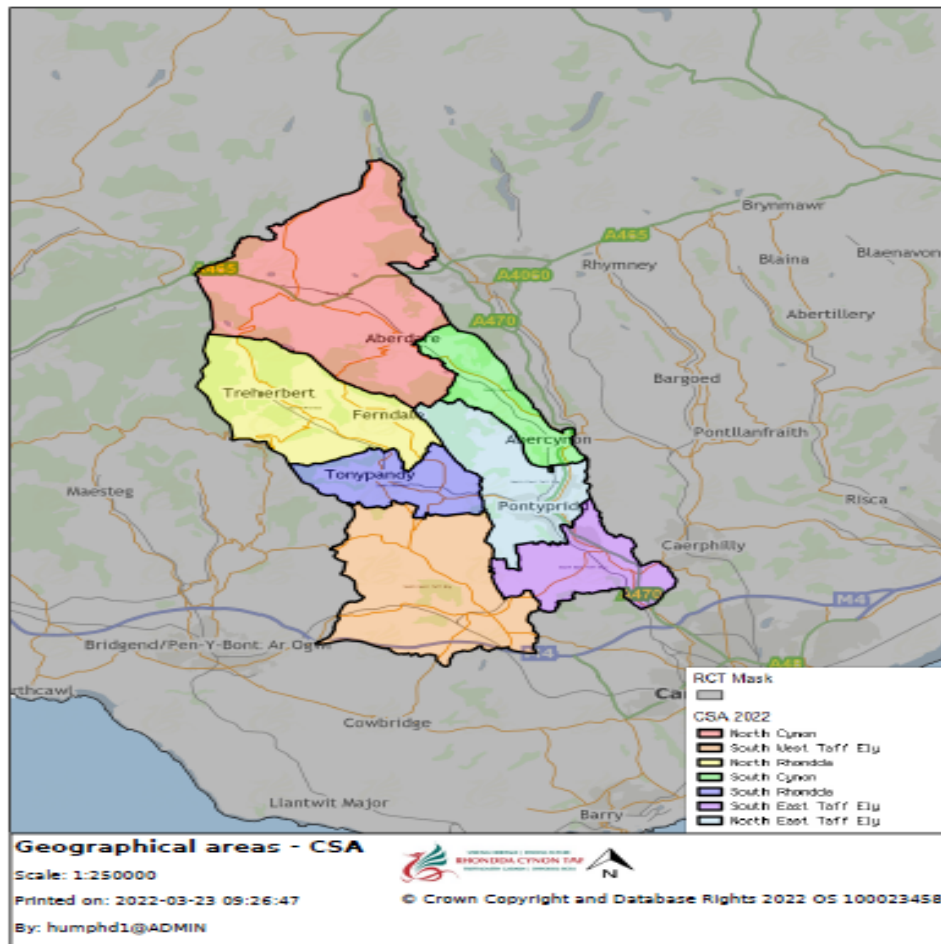 Brynmawr
A465
Rhymney
Blaina
Blaenavon
A465
A4060
Abertillery
A470
Aberdare
Bargoed
Treherbert
Ferndale
Pontllanfraith
Abercynon
Tonypandy
Maesteg
Risca
Pontypridd
Caerphilly
A470
M4
Bridgend/Pen-Y-Bont Ar Ogwr
M4
A48
rthcawl
Ca
Cowbridge
Llantwit Major
Barry
RCT Mask
CSA 2022
North Cynon
South West Taff Ely
North Rhondda
South Cynon
South Rhondda
South East Taff Ely
North East Taff Ely
Geographical areas - CSA
Scale: 1:250000
Printed on: 2022-03-23 09:26:47
By: humphd1@ADMIN
RHONDDA CYNON TAF
N
© Crown Copyright and Database Rights 2022 OS 100023458